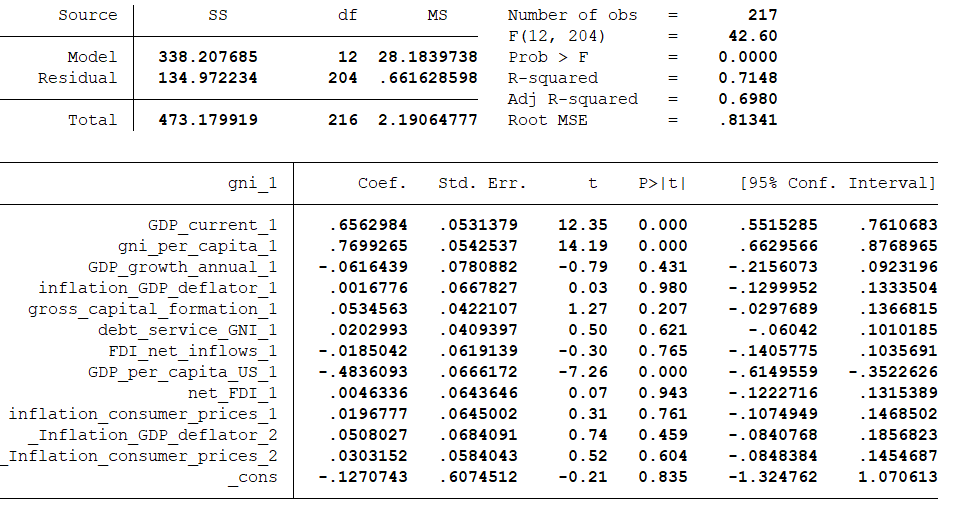 Source SS df MS Number of obs = 217
F(12, 204) = 42.60
Model 338.207685 12 28.1839738 Prob > F = 0.0000
Residual 134.972234 204 .661628598 R-squared = 0.7148
Adj R-squared = 0.6980
Total 473.179919 216 2.19064777 Root MSE = .81341
gni_1 Coef. Std. Err. t P>|t| [95% Conf. Interval]
GDP_current_1 .6562984 .0531379 12.35 0.000 .5515285 .7610683
gni_per_capita_1 .7699265 .0542537 14.19 0.000 .6629566 .8768965
GDP_growth_annual_1 -.0616439 .0780882 -0.79 0.431 -.2156073 .0923196
inflation_GDP_deflator_1 .0016776 .0667827 0.03 0.980 -.1299952 .1333504
gross_capital_formation_1 .0534563 .0422107 1.27 0.207 -.0297689 .1366815
debt_service_GNI_1 .0202993 .0409397 0.50 0.621 -.06042 .1010185
FDI_net_inflows_1 -.0185042 .0619139 -0.30 0.765 -.1405775 .1035691
GDP_per_capita_US_1 -.4836093 .0666172 -7.26 0.000 -.6149559 -.3522626
net_FDI_1 .0046336 .0643646 0.07 0.943 -.1222716 .1315389
inflation_consumer_prices_1 .0196777 .0645002 0.31 0.761 -.1074949 .1468502
_Inflation_GDP_deflator_2 .0508027 .0684091 0.74 0.459 -.0840768 .1856823
_Inflation_consumer_prices_2 .0303152 .0584043 0.52 0.604 -.0848384 .1454687
_cons -.1270743 .6074512 -0.21 0.835 -1.324762 1.070613